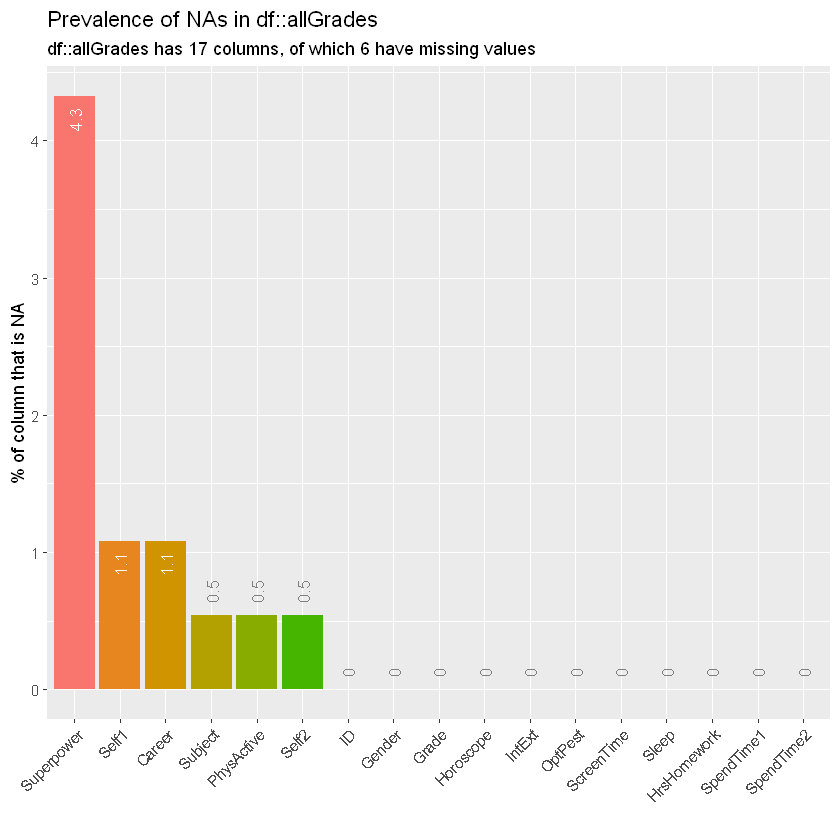 Prevalence of NAs in df::allGrades
df::allGrades has 17 columns, of which 6 have missing values
% of column that is NA
4
3
2
1
0
4.3
1.1
1.1
0.5
0.5
0.5
0
0
0
0
0
0
0
0
0
0
0
Superpower
Self1
Career
Subject
PhysActive
Self2
ID
Gender
Grade
Horoscope
IntExt
OptPest
ScreenTime
Sleep
HrsHomework
SpendTime1
SpendTime2